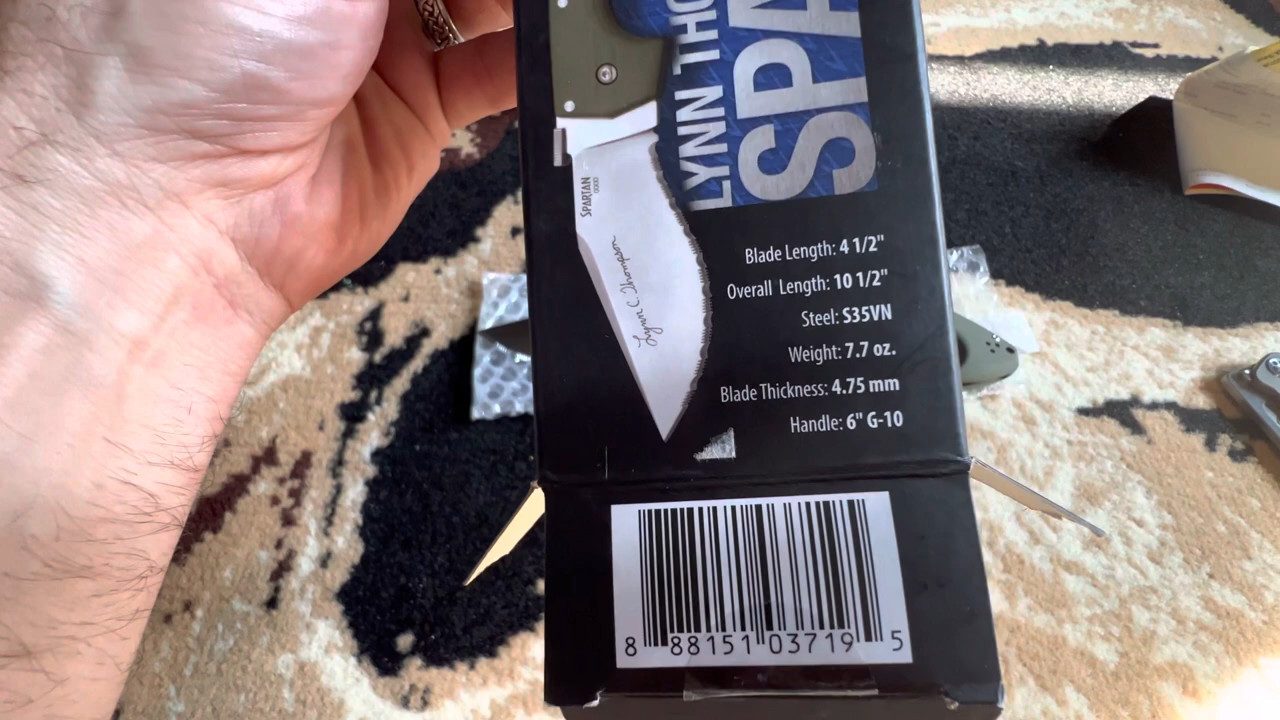 LYNN THO
SPA
SPARTAN
Lynn C. Thompson
Blade Length: 4 1/2"
Overall Length: 10 1/2"
Steel: S35VN
Weight: 7.7 oz.
Blade Thickness: 4.75 mm
Handle: 6" G-10
8 88151 03719 5